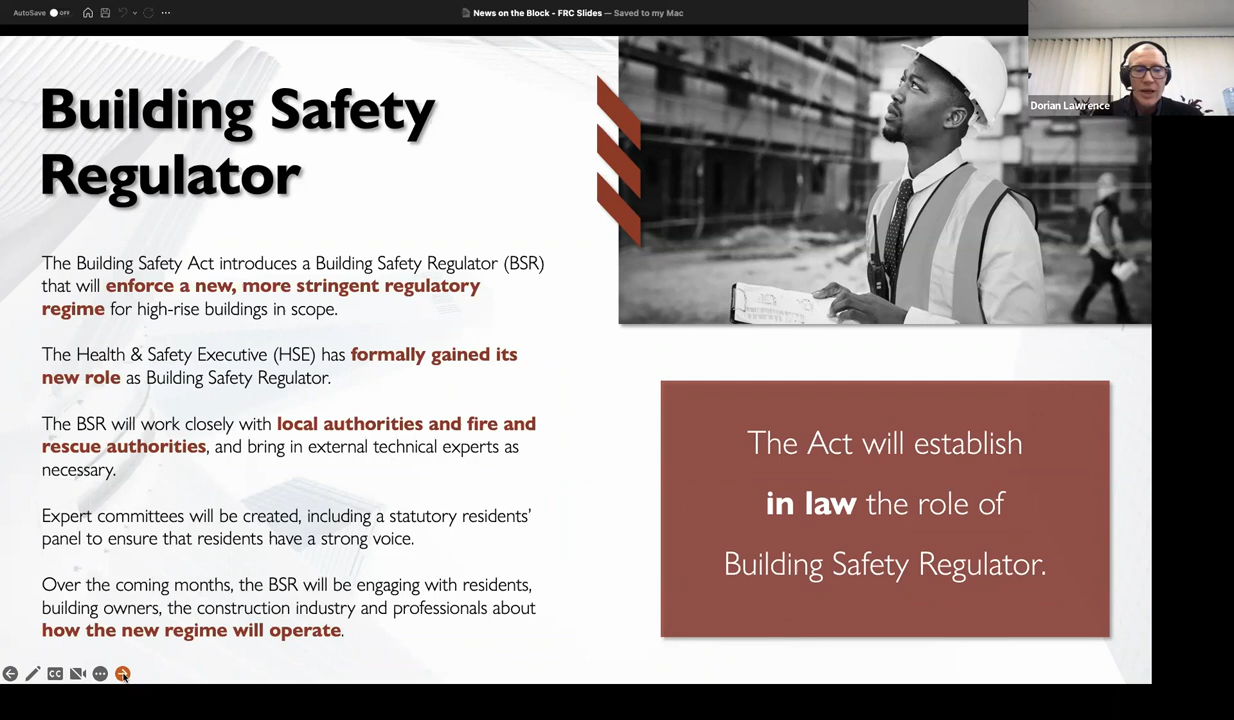 AutoSave OFF
News on the Block - FRC Slides — Saved to my Mac
Dorian Lawrence
Building Safety
Regulator
The Building Safety Act introduces a Building Safety Regulator (BSR)
that will enforce a new, more stringent regulatory
regime for high-rise buildings in scope.
The Health & Safety Executive (HSE) has formally gained its
new role as Building Safety Regulator.
The BSR will work closely with local authorities and fire and
rescue authorities, and bring in external technical experts as
necessary.
Expert committees will be created, including a statutory residents’
panel to ensure that residents have a strong voice.
Over the coming months, the BSR will be engaging with residents,
building owners, the construction industry and professionals about
how the new regime will operate.
The Act will establish
in law the role of
Building Safety Regulator.
CC